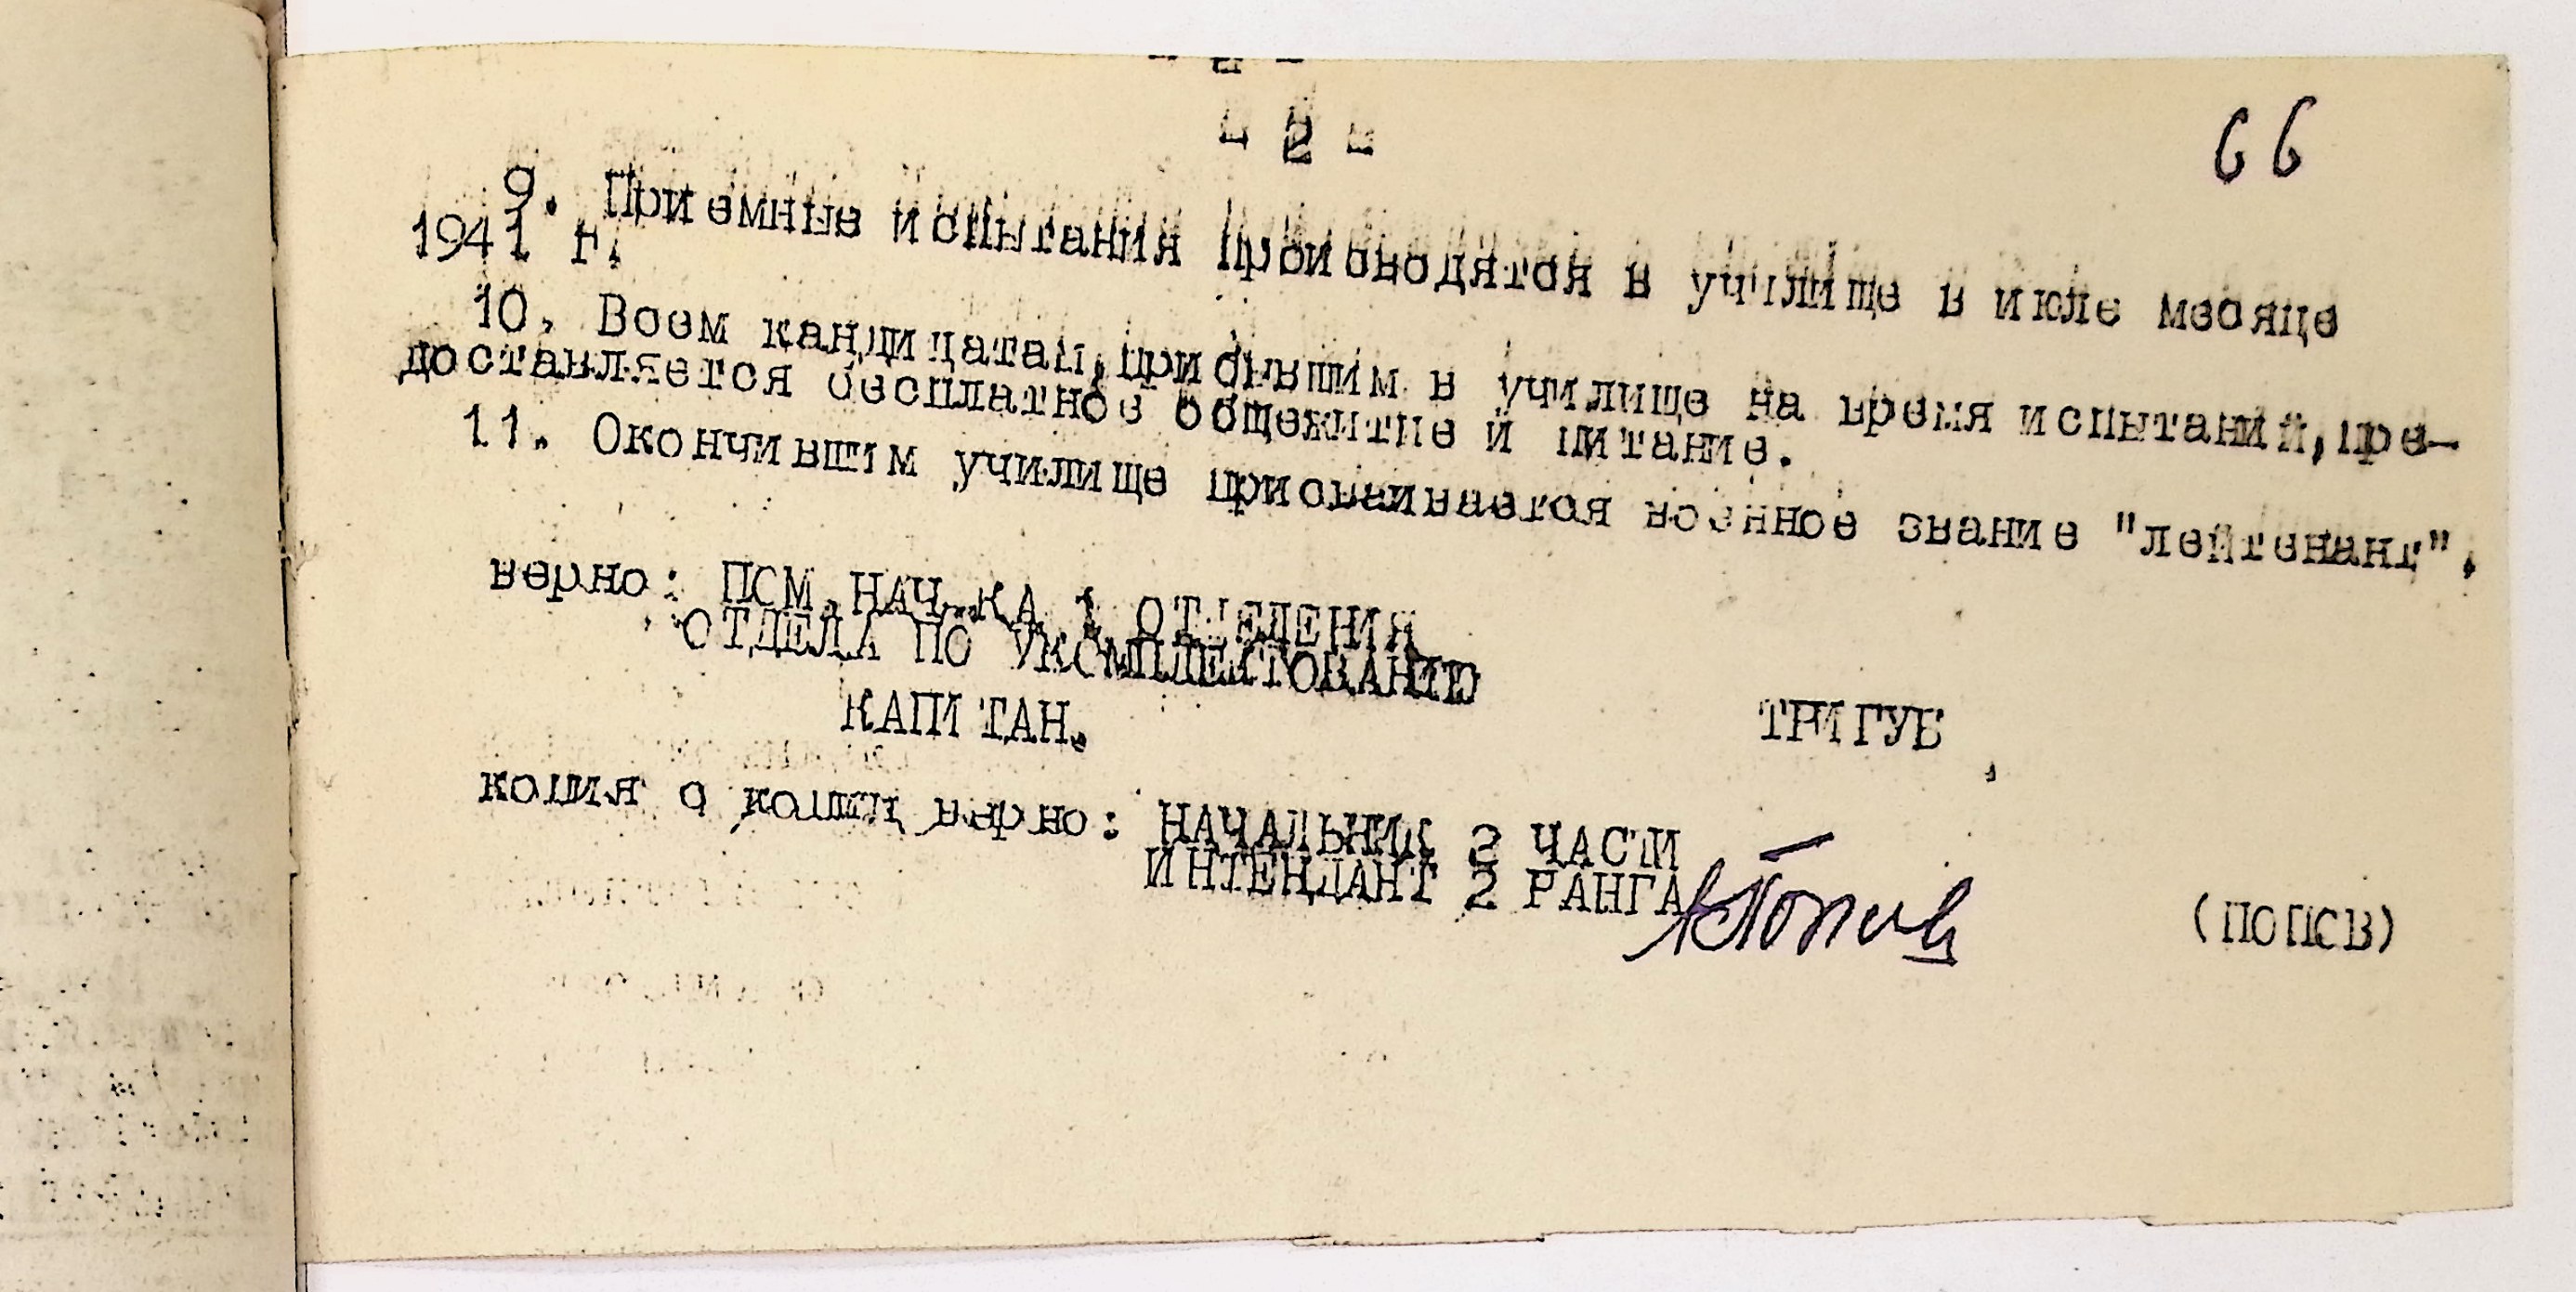 - 2 -
66
9. Приемные испытания производятся в училище в июле месяце
1941 г.
10. Всем кандидатам, прибывшим в училище на время испытаний, пре-
доставляется бесплатное общежитие и питание.
11. Окончившим училище присваивается военное звание "лейтенант".
верно: ПОМ. НАЧ-КА 1 ОТДЕЛЕНИЯ
ОТДЕЛА ПО УКОМПЛЕКТОВАНИЮ
КАПИТАН. ТРИГУБ
копия с копии верно: НАЧАЛЬНИК 2 ЧАСТИ
ИНТЕНДАНТ 2 РАНГА
(ПОПОВ)